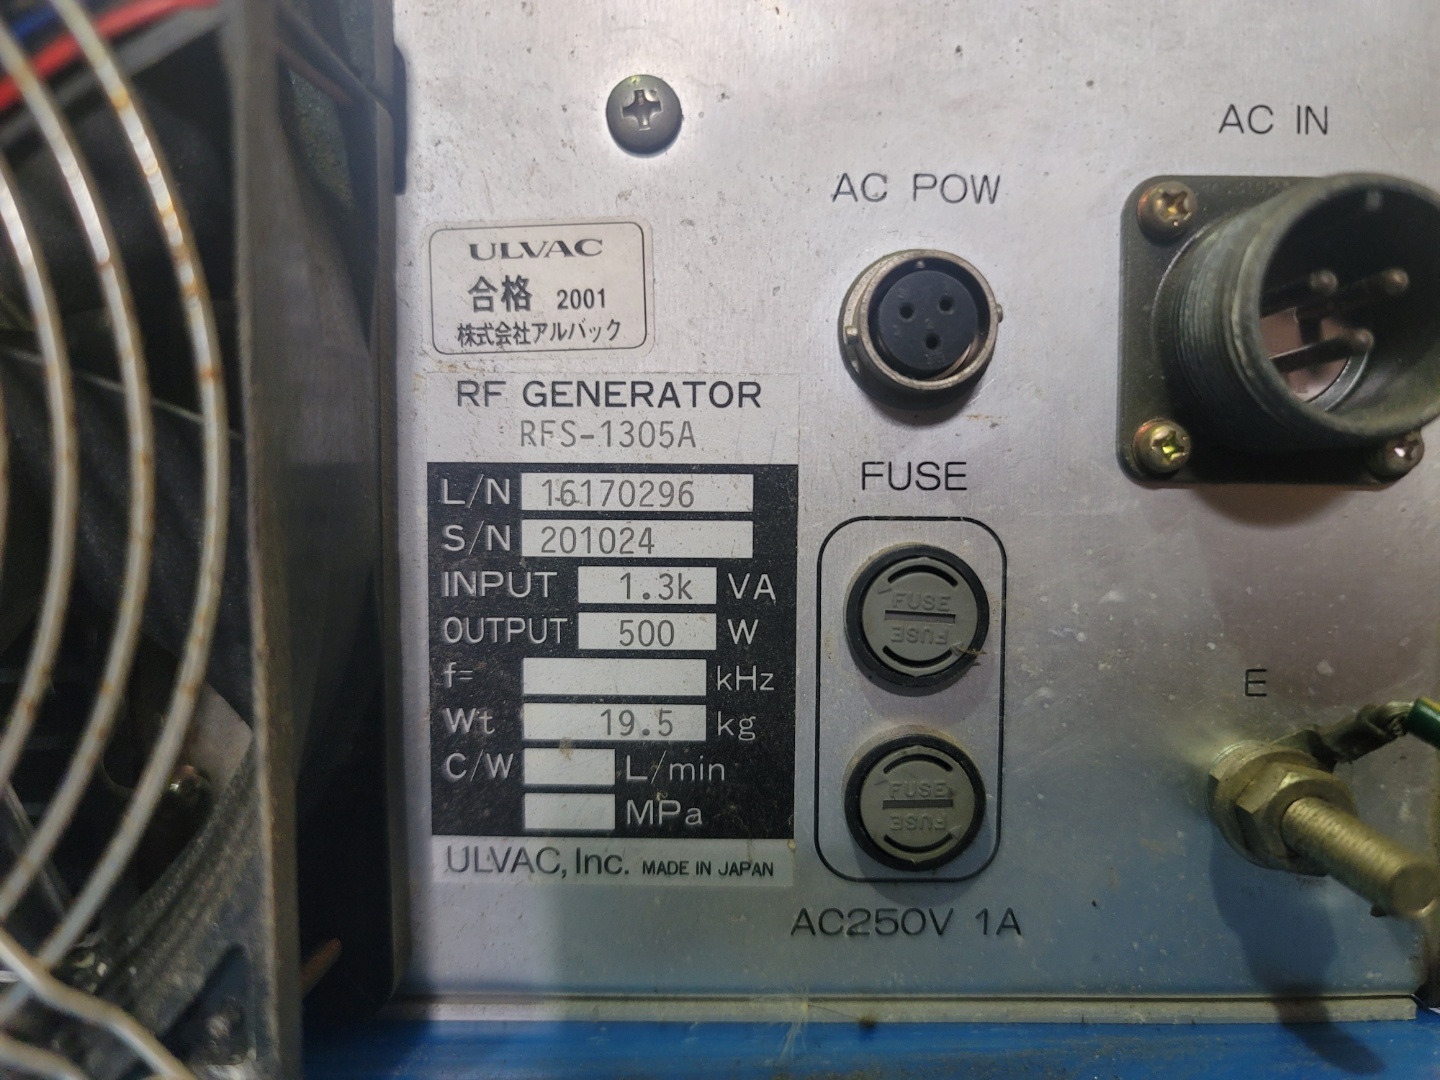 AC IN
AC POW
ULVAC
合格 2001
株式会社アルバック
RF GENERATOR
RFS-1305A
L/N 16170296
S/N 201024
INPUT 1.3k VA
OUTPUT 500 W
f= kHz
Wt 19.5 kg
C/W L/min
MPa
ULVAC, Inc. MADE IN JAPAN
FUSE
FUSE
FUSE
FUSE
FUSE
AC250V 1A
E